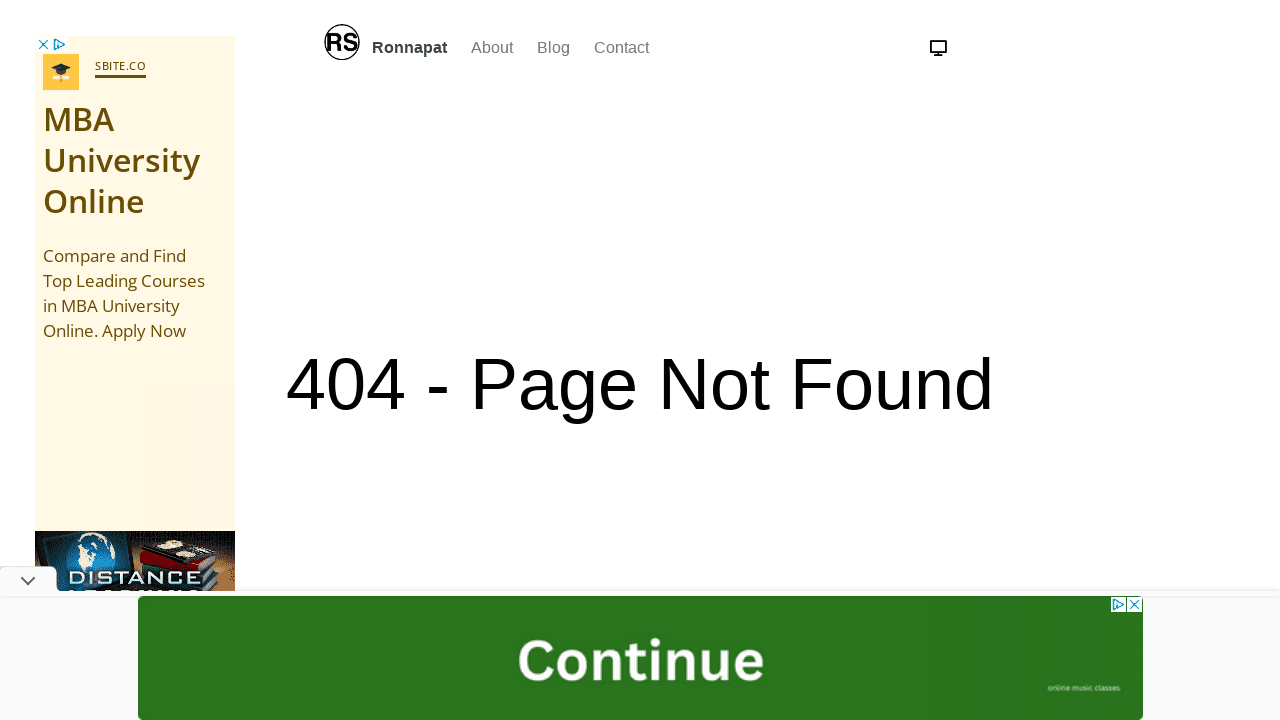 RS Ronnapat About Blog Contact
SBITE.CO
MBA
University
Online
Compare and Find
Top Leading Courses
in MBA University
Online. Apply Now
404 - Page Not Found
DISTANCE
Continue
online music classes